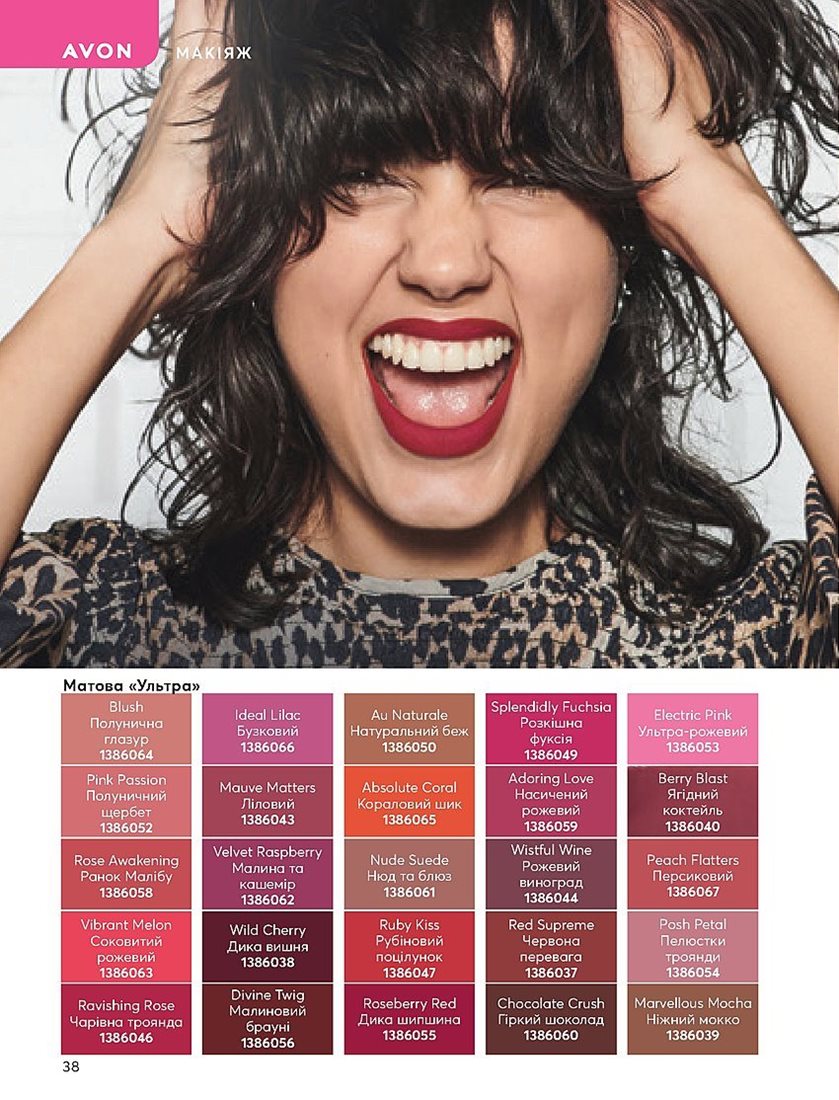 AVON
МАКІЯЖ
Матова «Ультра»
Blush
Полунична
глазур
1386064
Ideal Lilac
Бузковий
1386066
Au Naturale
Натуральний беж
1386050
Splendidly Fuchsia
Розкішна
фуксія
1386049
Electric Pink
Ультра-рожевий
1386053
Pink Passion
Полуничний
щербет
1386052
Mauve Matters
Ліловий
1386043
Absolute Coral
Кораловий шик
1386065
Adoring Love
Насичений
рожевий
1386059
Berry Blast
Ягідний
коктейль
1386040
Rose Awakening
Ранок Малібу
1386058
Velvet Raspberry
Малина та
кашемір
1386062
Nude Suede
Нюд та блюз
1386061
Wistful Wine
Рожевий
виноград
1386044
Peach Flatters
Персиковий
1386067
Vibrant Melon
Соковитий
рожевий
1386063
Wild Cherry
Дика вишня
1386038
Ruby Kiss
Рубіновий
поцілунок
1386047
Red Supreme
Червона
перевага
1386037
Posh Petal
Пелюстки
троянди
1386054
Ravishing Rose
Чарівна троянда
1386046
Divine Twig
Малиновий
брауні
1386056
Roseberry Red
Дика шипшина
1386055
Chocolate Crush
Гіркий шоколад
1386060
Marvellous Mocha
Ніжний мокко
1386039
38